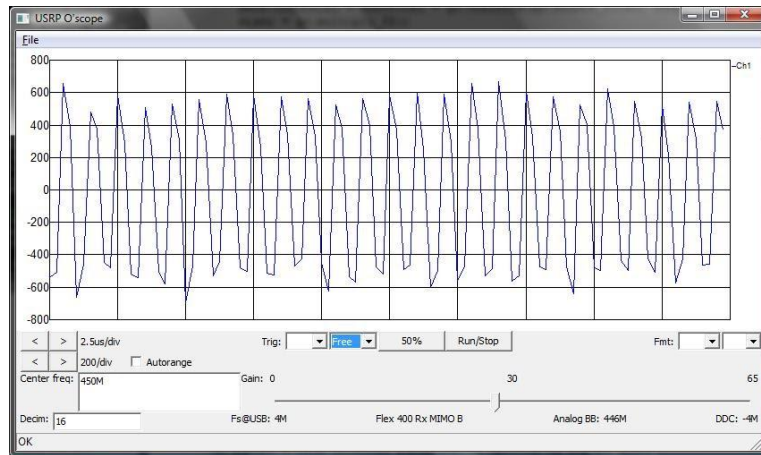 USRP O'scope
File
800
600
400
200
0
-200
-400
-600
-800
Ch1
< > 2.5us/div Trig: Free 50% Run/Stop Fmt:
< > 200/div Autorange
Center freq: 450M Gain: 0 30 65
Decim: 16 Fs@USB: 4M Flex 400 Rx MIMO B Analog BB: 446M DDC: -4M
OK